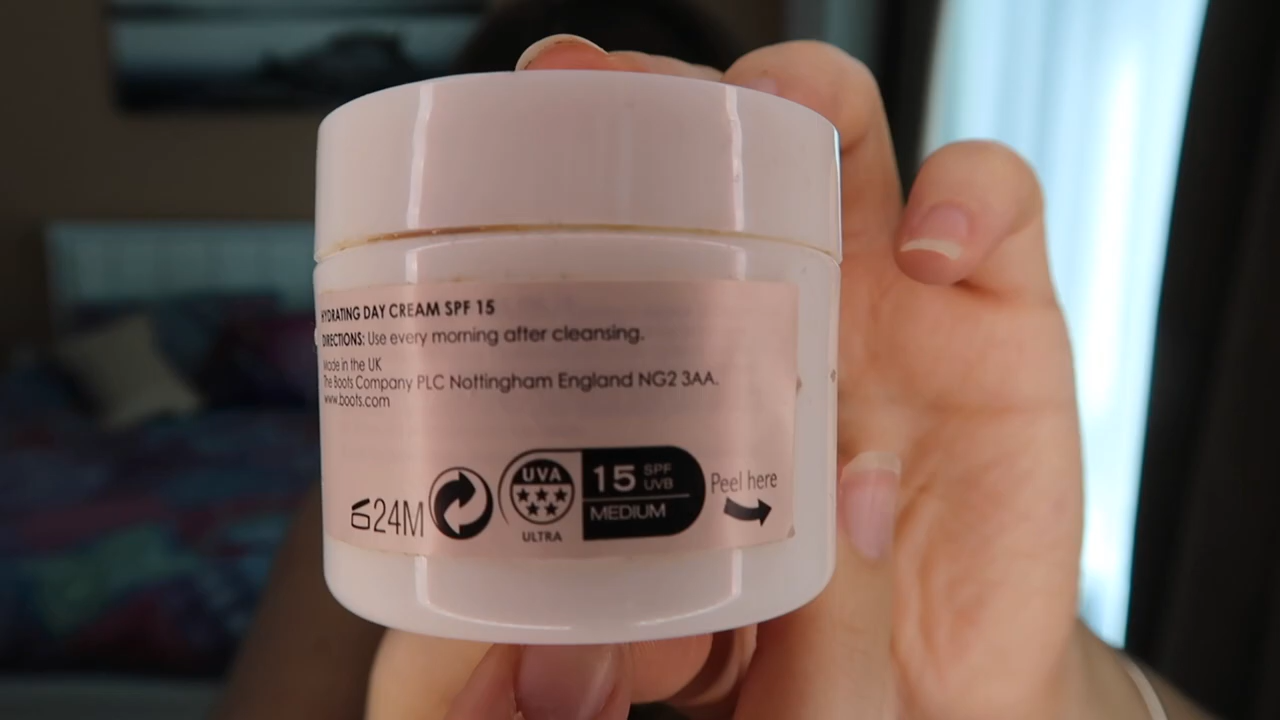 HYDRATING DAY CREAM SPF 15
DIRECTIONS: Use every morning after cleansing.
Made in the UK
The Boots Company PLC Nottingham England NG2 3AA.
www.boots.com
24M
UVA
ULTRA
15 SPF UVB
MEDIUM
Peel here